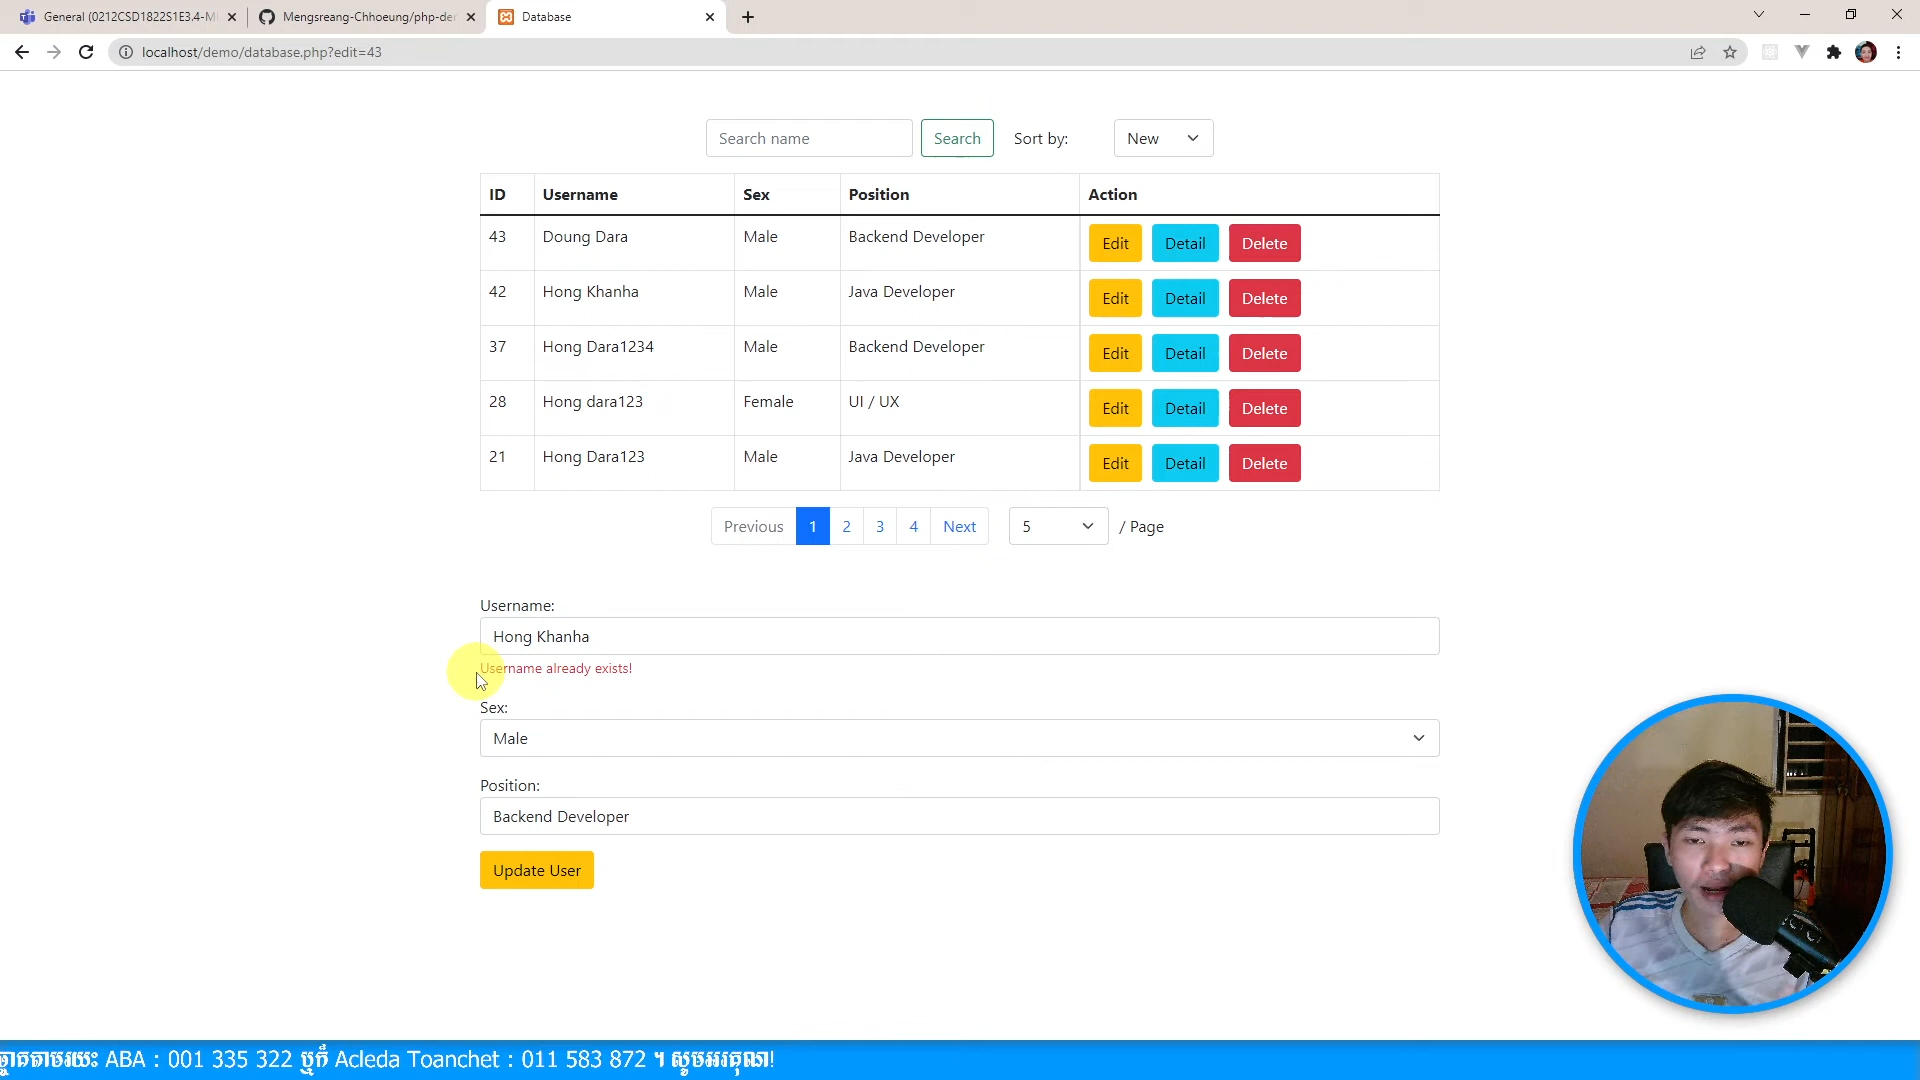 General (0212CSD1822S1E3.4-M
Mengsreang-Chhoeung/php-de
Database
localhost/demo/database.php?edit=43
Search name
Search
Sort by:
New
ID Username Sex Position Action
43 Doung Dara Male Backend Developer Edit Detail Delete
42 Hong Khanha Male Java Developer Edit Detail Delete
37 Hong Dara1234 Male Backend Developer Edit Detail Delete
28 Hong dara123 Female UI / UX Edit Detail Delete
21 Hong Dara123 Male Java Developer Edit Detail Delete
Previous 1 2 3 4 Next 5 / Page
Username:
Hong Khanha
Username already exists!
Sex:
Male
Position:
Backend Developer
Update User
ABA : 001 335 322 ឬក៏ Acleda Toanchet : 011 583 872 ។ សូមអរគុណ!